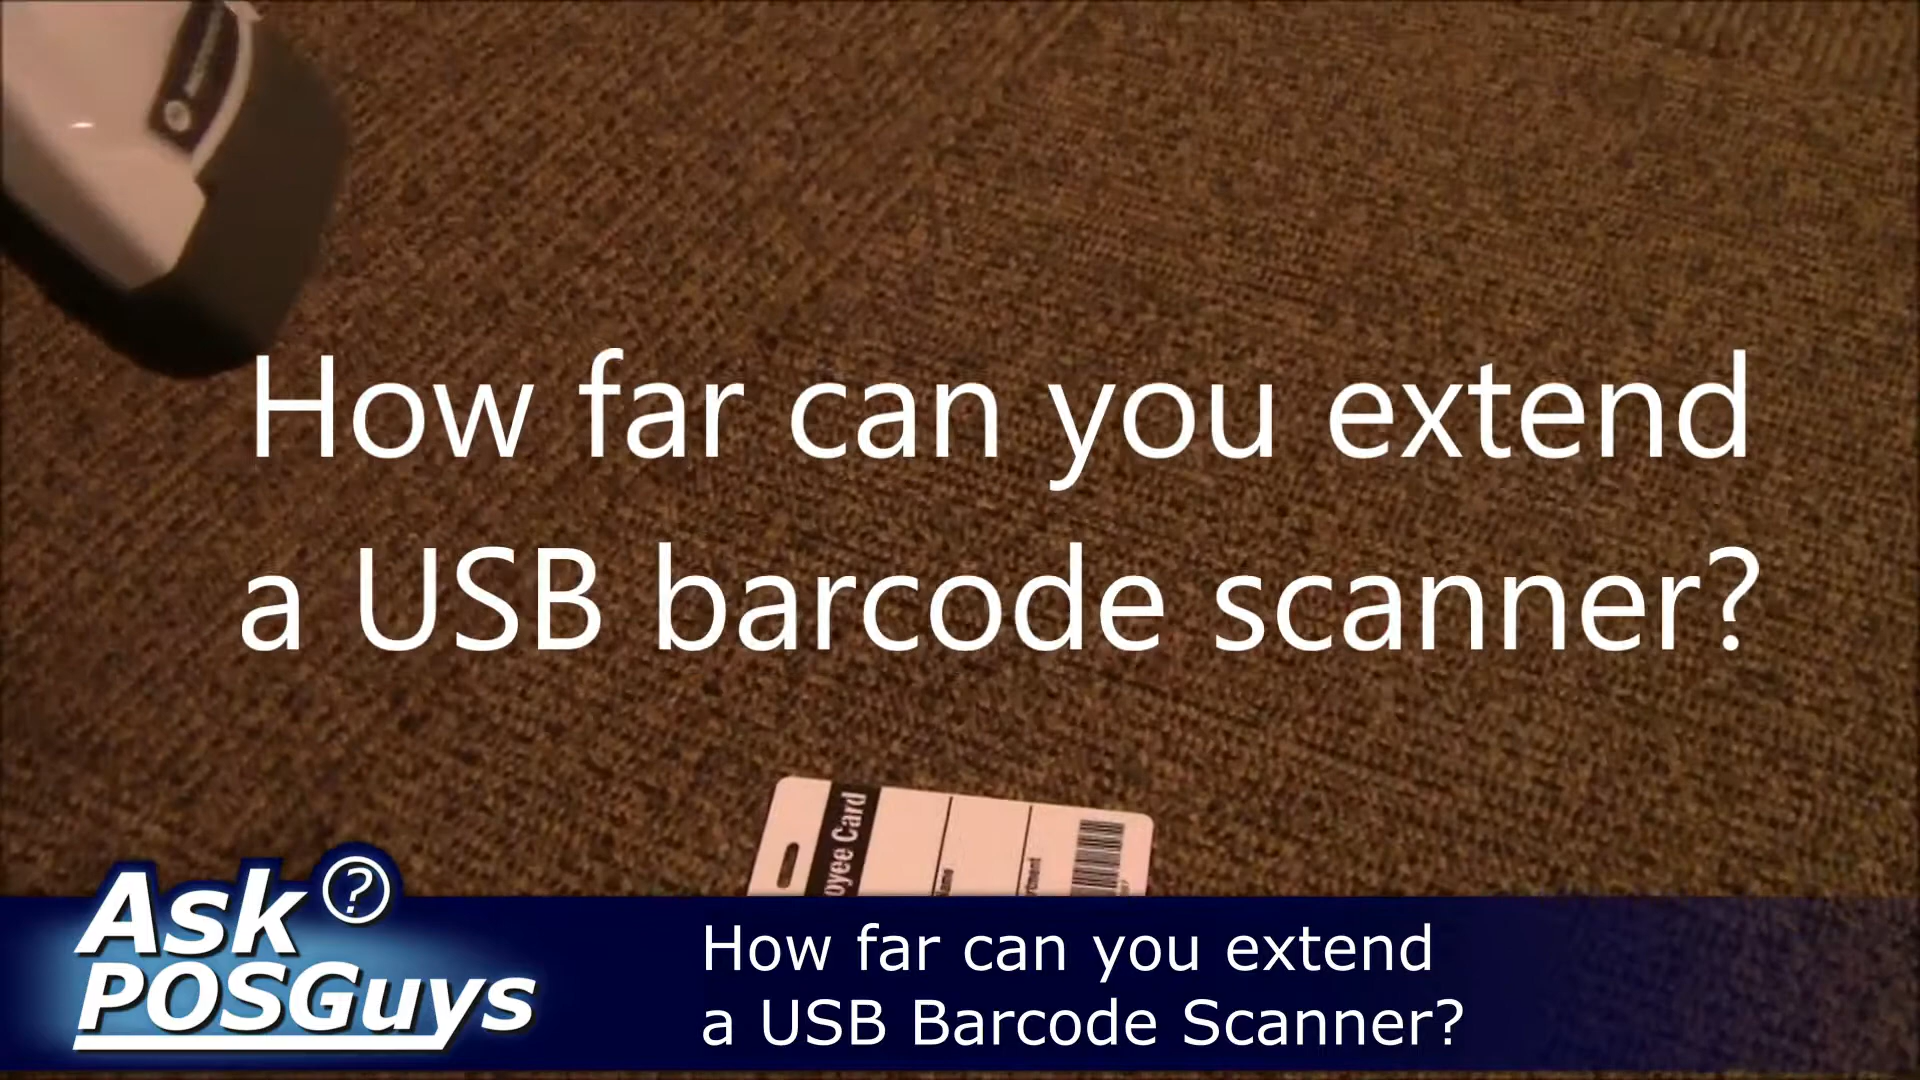 How far can you extend
a USB barcode scanner?
oyee Card
Ask ?
POSGuys
How far can you extend
a USB Barcode Scanner?